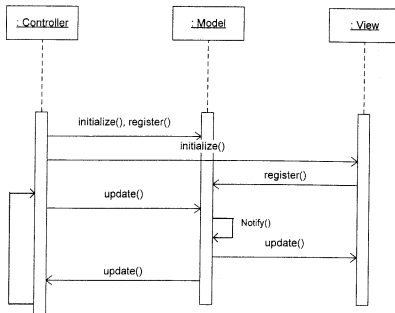 : Controller
: Model
: View
initialize(), register()
initialize()
register()
update()
Notify()
update()
update()